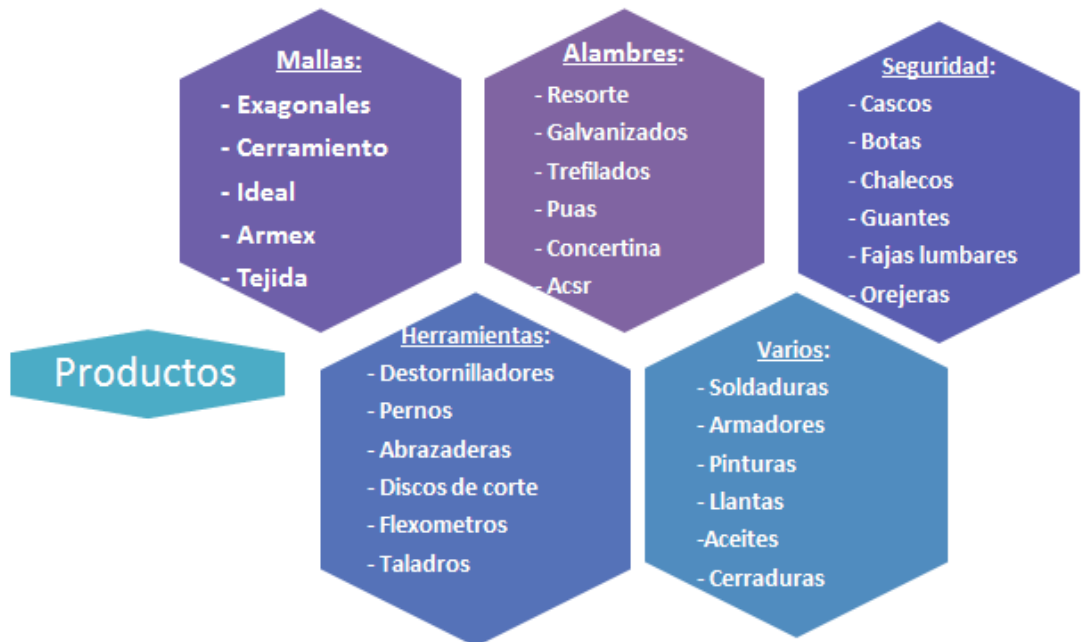 Mallas:
- Exagonales
- Cerramiento
- Ideal
- Armex
- Tejida
Alambres:
- Resorte
- Galvanizados
- Trefilados
- Puas
- Concertina
- Acsr
Seguridad:
- Cascos
- Botas
- Chalecos
- Guantes
- Fajas lumbares
- Orejeras
Productos
Herramientas:
- Destornilladores
- Pernos
- Abrazaderas
- Discos de corte
- Flexometros
- Taladros
Varios:
- Soldaduras
- Armadores
- Pinturas
- Llantas
-Aceites
- Cerraduras